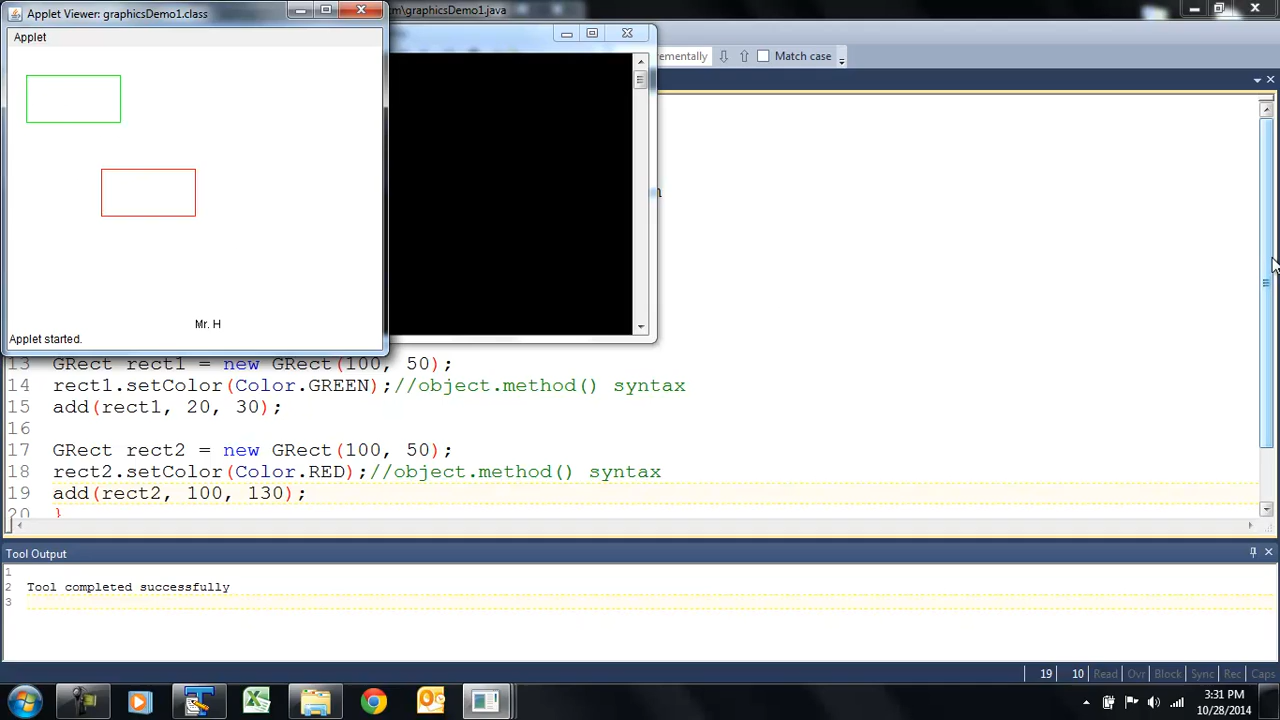 Applet Viewer: graphicsDemo1.class
m\graphicsDemo1.java
Applet
Mr. H
Applet started.
Match case
13 GRect rect1 = new GRect(100, 50);
14 rect1.setColor(Color.GREEN);//object.method() syntax
15 add(rect1, 20, 30);
16
17 GRect rect2 = new GRect(100, 50);
18 rect2.setColor(Color.RED);//object.method() syntax
19 add(rect2, 100, 130);
20 }
Tool Output
1
2 Tool completed successfully
3
19 10 Read Ovr Block Sync Rec Caps
3:31 PM
10/28/2014